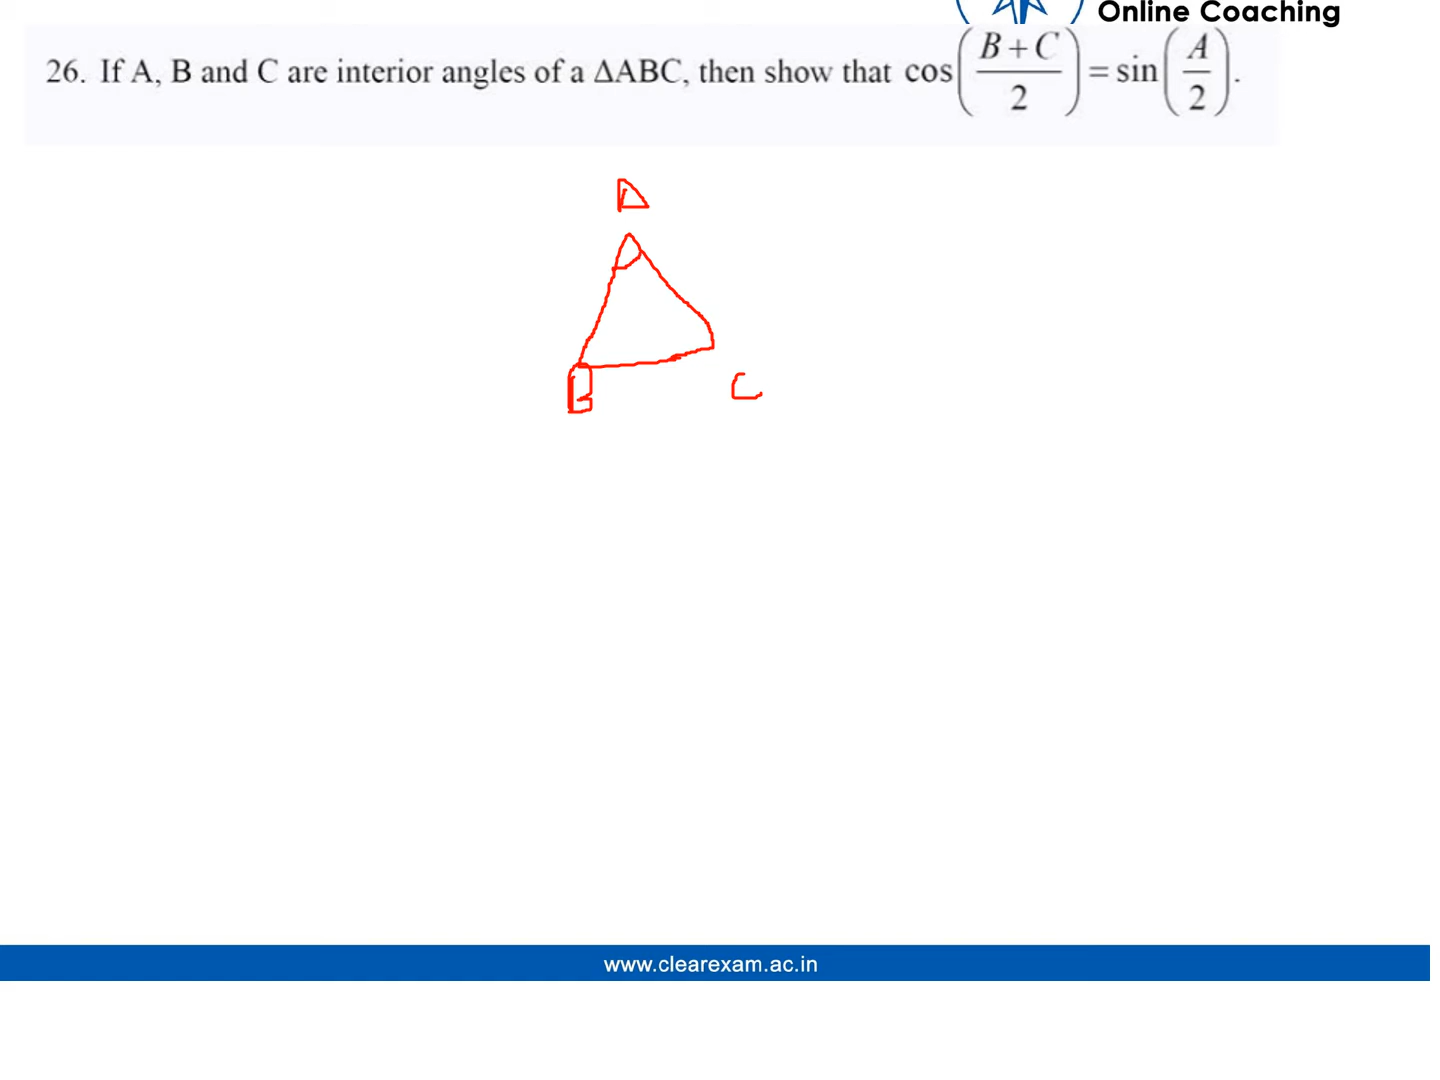 Online Coaching
26. If A, B and C are interior angles of a ΔABC, then show that cos((B+C)/2) = sin(A/2).
B
C
www.clearexam.ac.in